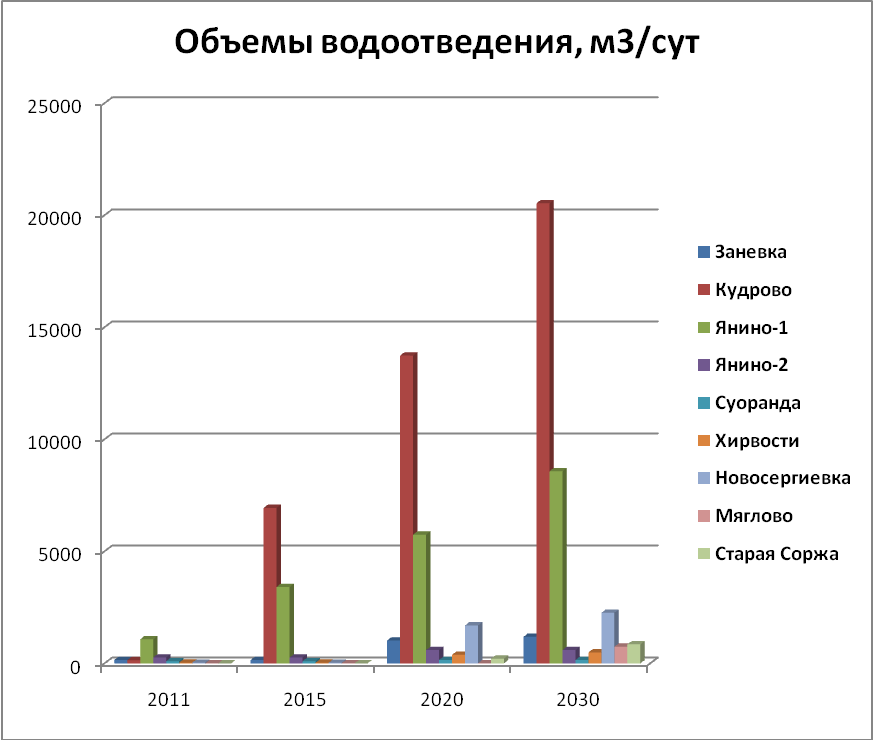 Объемы водоотведения, м3/сут
25000
20000
15000
10000
5000
0
2011 2015 2020 2030
Заневка
Кудрово
Янино-1
Янино-2
Суоранда
Хирвости
Новосергиевка
Мяглово
Старая Соржа